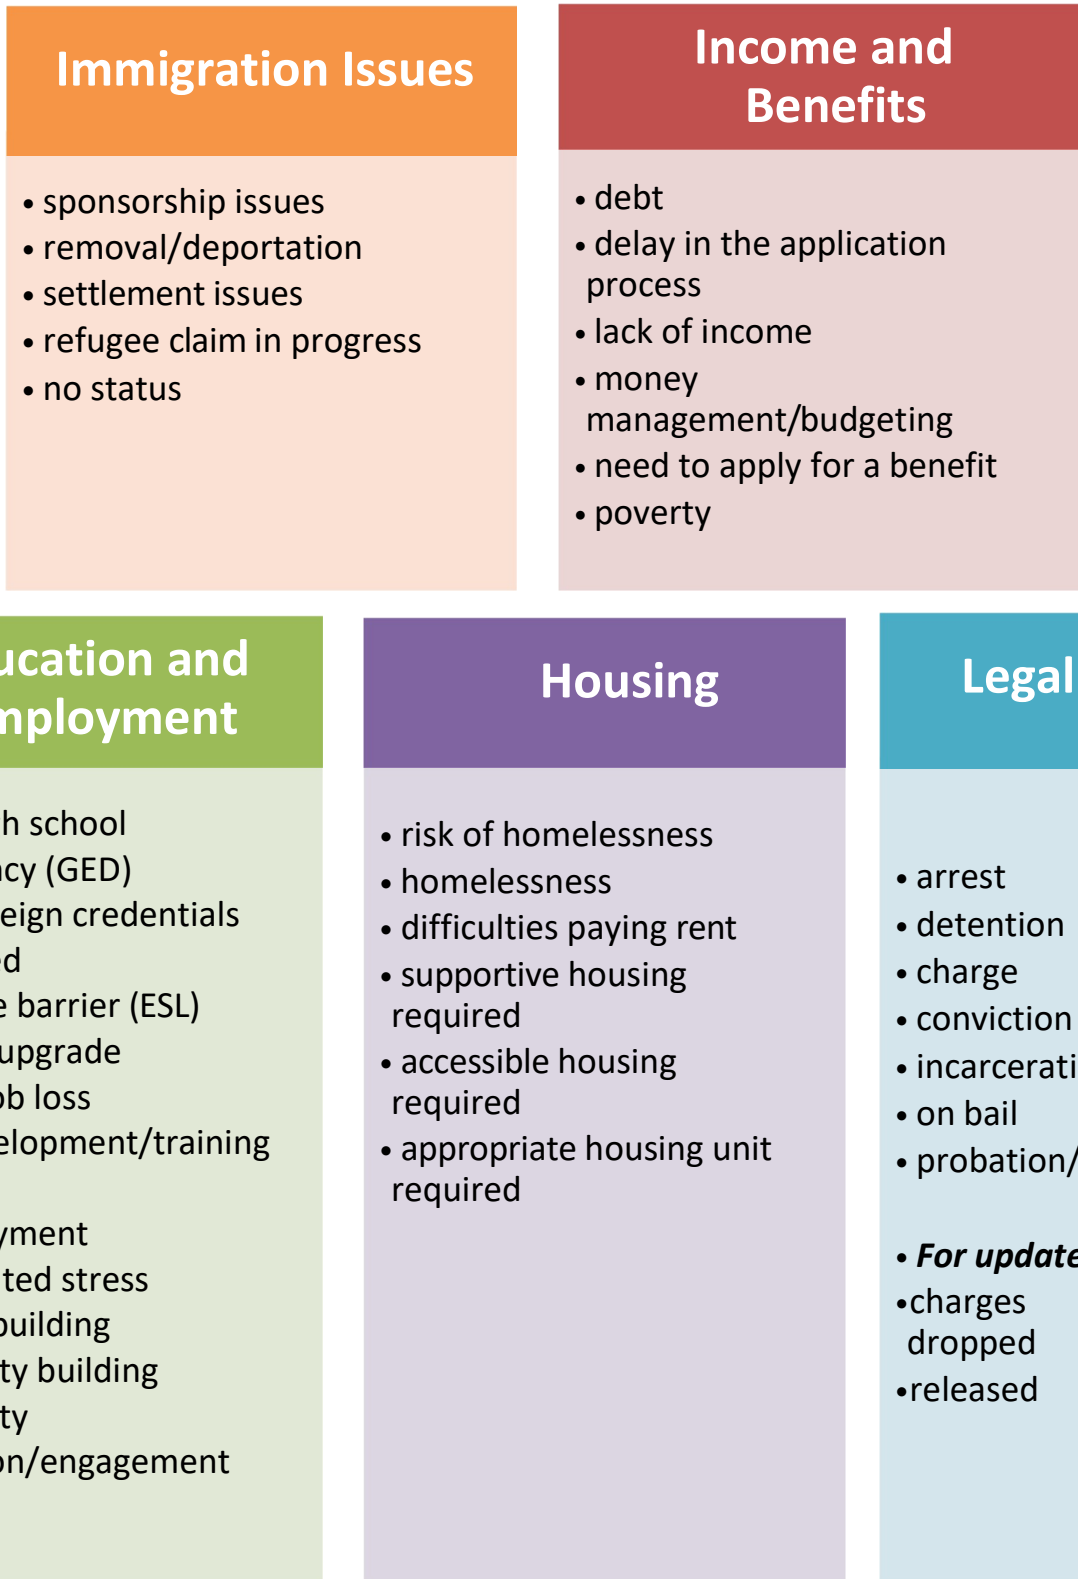 Immigration Issues
• sponsorship issues
• removal/deportation
• settlement issues
• refugee claim in progress
• no status
Income and
Benefits
• debt
• delay in the application
process
• lack of income
• money
management/budgeting
• need to apply for a benefit
• poverty
ucation and
mployment
h school
cy (GED)
eign credentials
ed
e barrier (ESL)
upgrade
ob loss
elopment/training
yment
ted stress
building
ty building
ty
on/engagement
Housing
• risk of homelessness
• homelessness
• difficulties paying rent
• supportive housing
required
• accessible housing
required
• appropriate housing unit
required
Legal
• arrest
• detention
• charge
• conviction
• incarcerati
• on bail
• probation/
• For update
•charges
dropped
•released